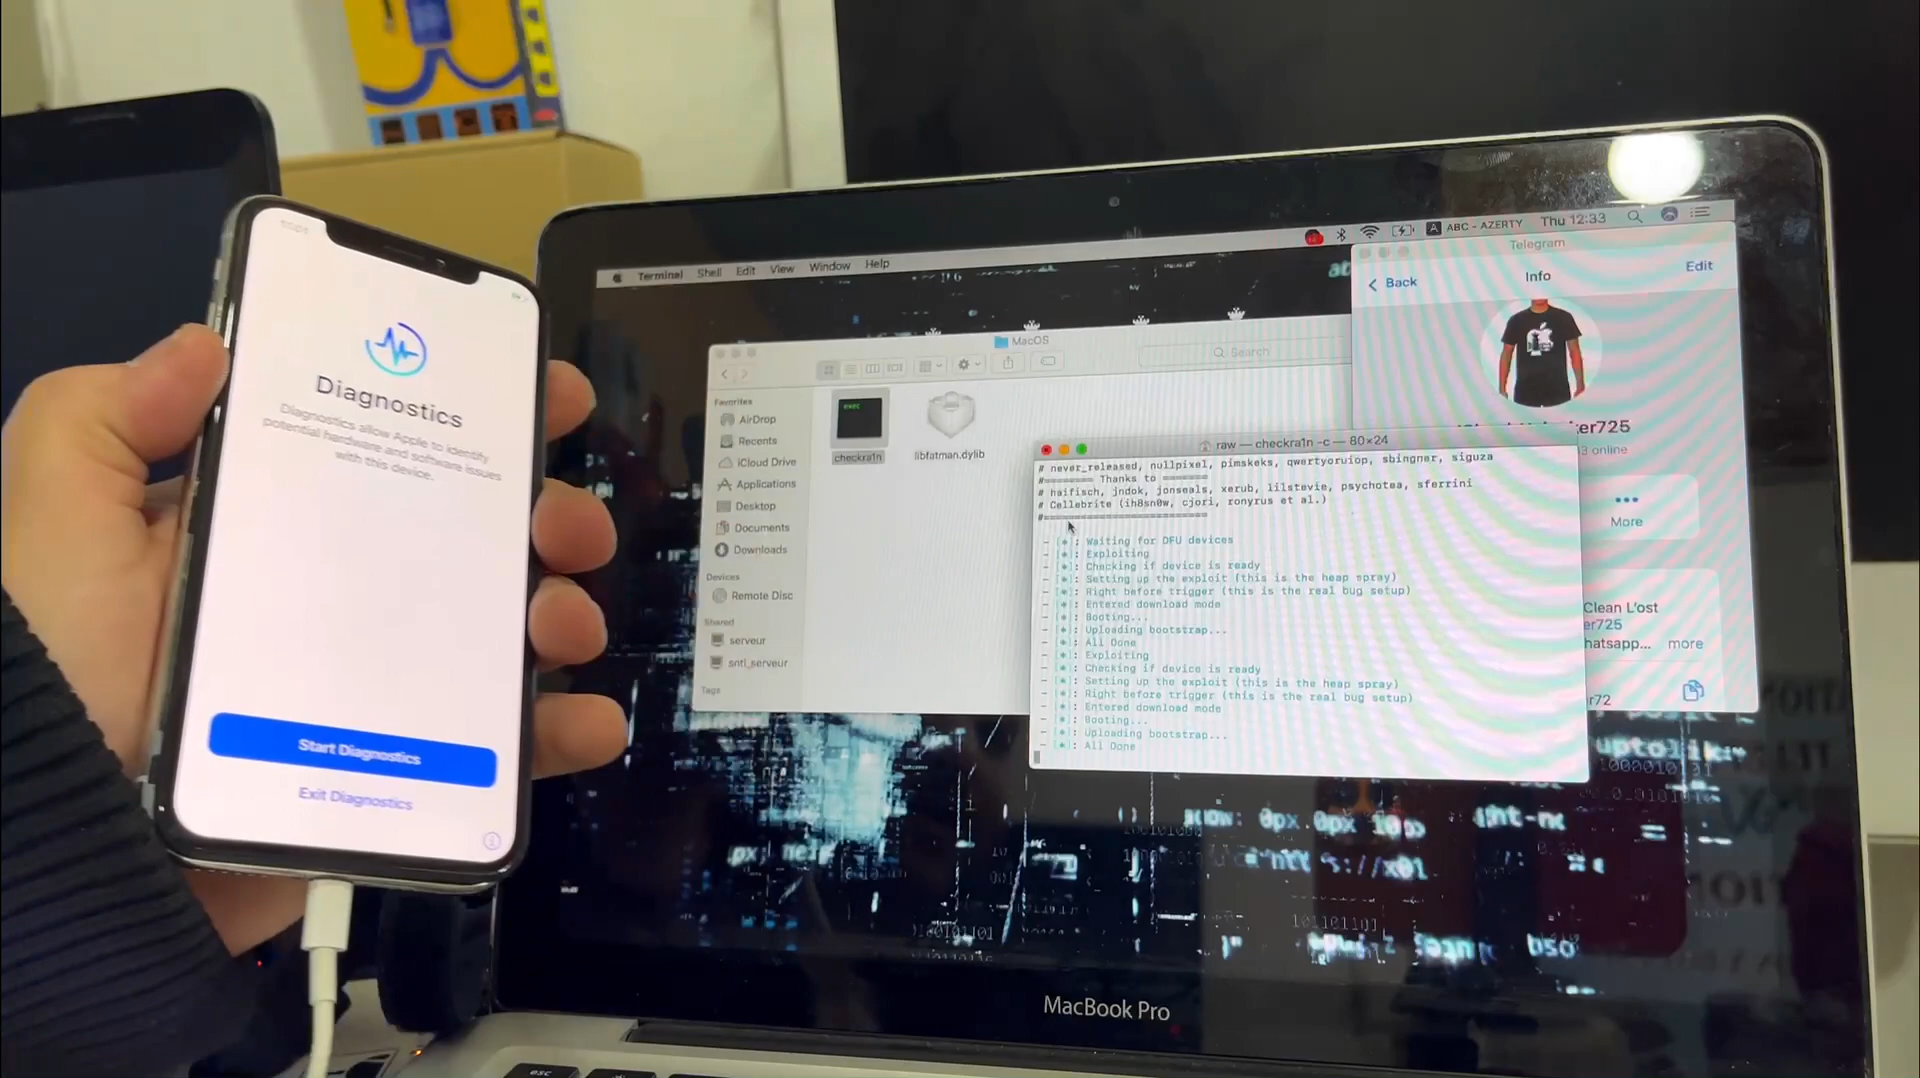 Diagnostics
Diagnostics allow Apple to identify
potential hardware and software issues
with this device.
Start Diagnostics
Exit Diagnostics
Terminal Shell Edit View Window Help
ABC - AZERTY Thu 12:33
MacOS
Search
Favorites
AirDrop
Recents
iCloud Drive
Applications
Desktop
Documents
Downloads
Devices
Remote Disc
Shared
serveur
snti_serveur
Tags
exec
checkra1n
libfatman.dylib
Telegram
Back
Info
Edit
ker725
3 online
More
Clean L'ost
er725
hatsapp... more
er72
raw — checkra1n -c — 80×24
# never_released, nullpixel, pimskeks, qwertyoruiop, sbingner, siguza
#======== Thanks to =======
# haifisch, jndok, jonseals, xerub, lilstevie, psychotea, sferrini
# Cellebrite (ih8sn0w, cjori, ronyrus et al.)
#===========================
- [*]: Waiting for DFU devices
- [*]: Exploiting
- [*]: Checking if device is ready
- [*]: Setting up the exploit (this is the heap spray)
- [*]: Right before trigger (this is the real bug setup)
- [*]: Entered download mode
- [*]: Booting...
- [*]: Uploading bootstrap...
- [*]: All Done
- [*]: Exploiting
- [*]: Checking if device is ready
- [*]: Setting up the exploit (this is the heap spray)
- [*]: Right before trigger (this is the real bug setup)
- [*]: Entered download mode
- [*]: Booting...
- [*]: Uploading bootstrap...
- [*]: All Done
MacBook Pro
esc